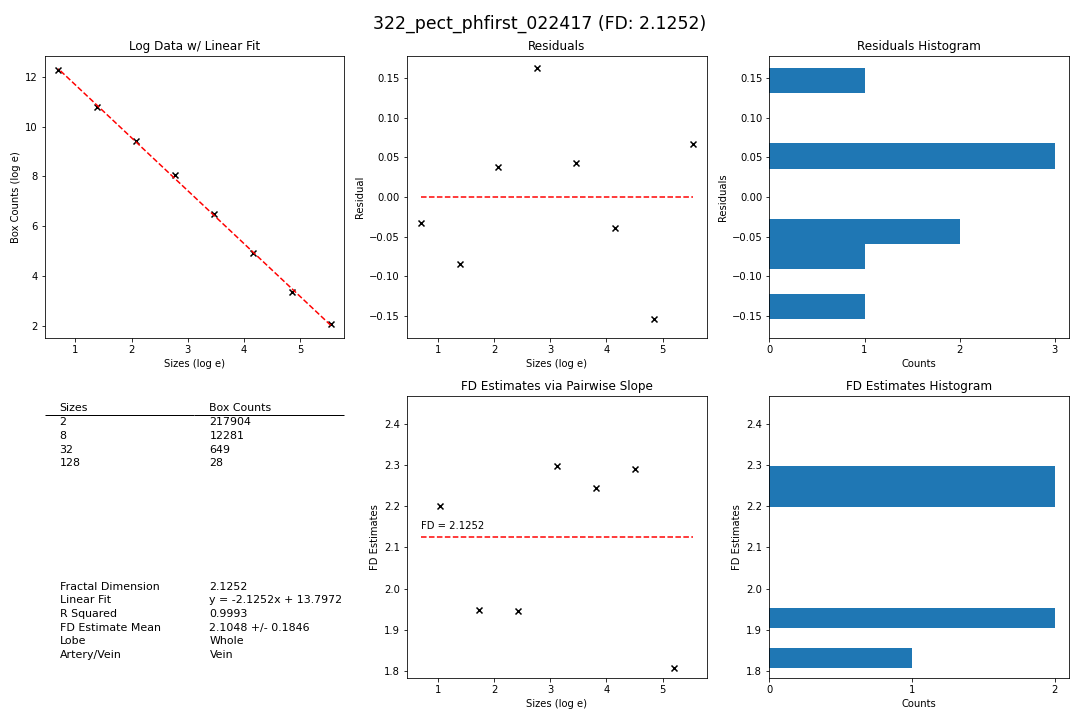 322_pect_phfirst_022417 (FD: 2.1252)
Log Data w/ Linear Fit
Box Counts (log e)
12
10
8
6
4
2
1 2 3 4 5
Sizes (log e)
Residuals
Residual
0.15
0.10
0.05
0.00
−0.05
−0.10
−0.15
1 2 3 4 5
Sizes (log e)
Residuals Histogram
Residuals
0.15
0.10
0.05
0.00
−0.05
−0.10
−0.15
0 1 2 3
Counts
Sizes Box Counts
2 217904
8 12281
32 649
128 28
Fractal Dimension 2.1252
Linear Fit y = -2.1252x + 13.7972
R Squared 0.9993
FD Estimate Mean 2.1048 +/- 0.1846
Lobe Whole
Artery/Vein Vein
FD Estimates via Pairwise Slope
FD Estimates
2.4
2.3
2.2
2.1
2.0
1.9
1.8
FD = 2.1252
1 2 3 4 5
Sizes (log e)
FD Estimates Histogram
FD Estimates
2.4
2.3
2.2
2.1
2.0
1.9
1.8
0 1 2
Counts